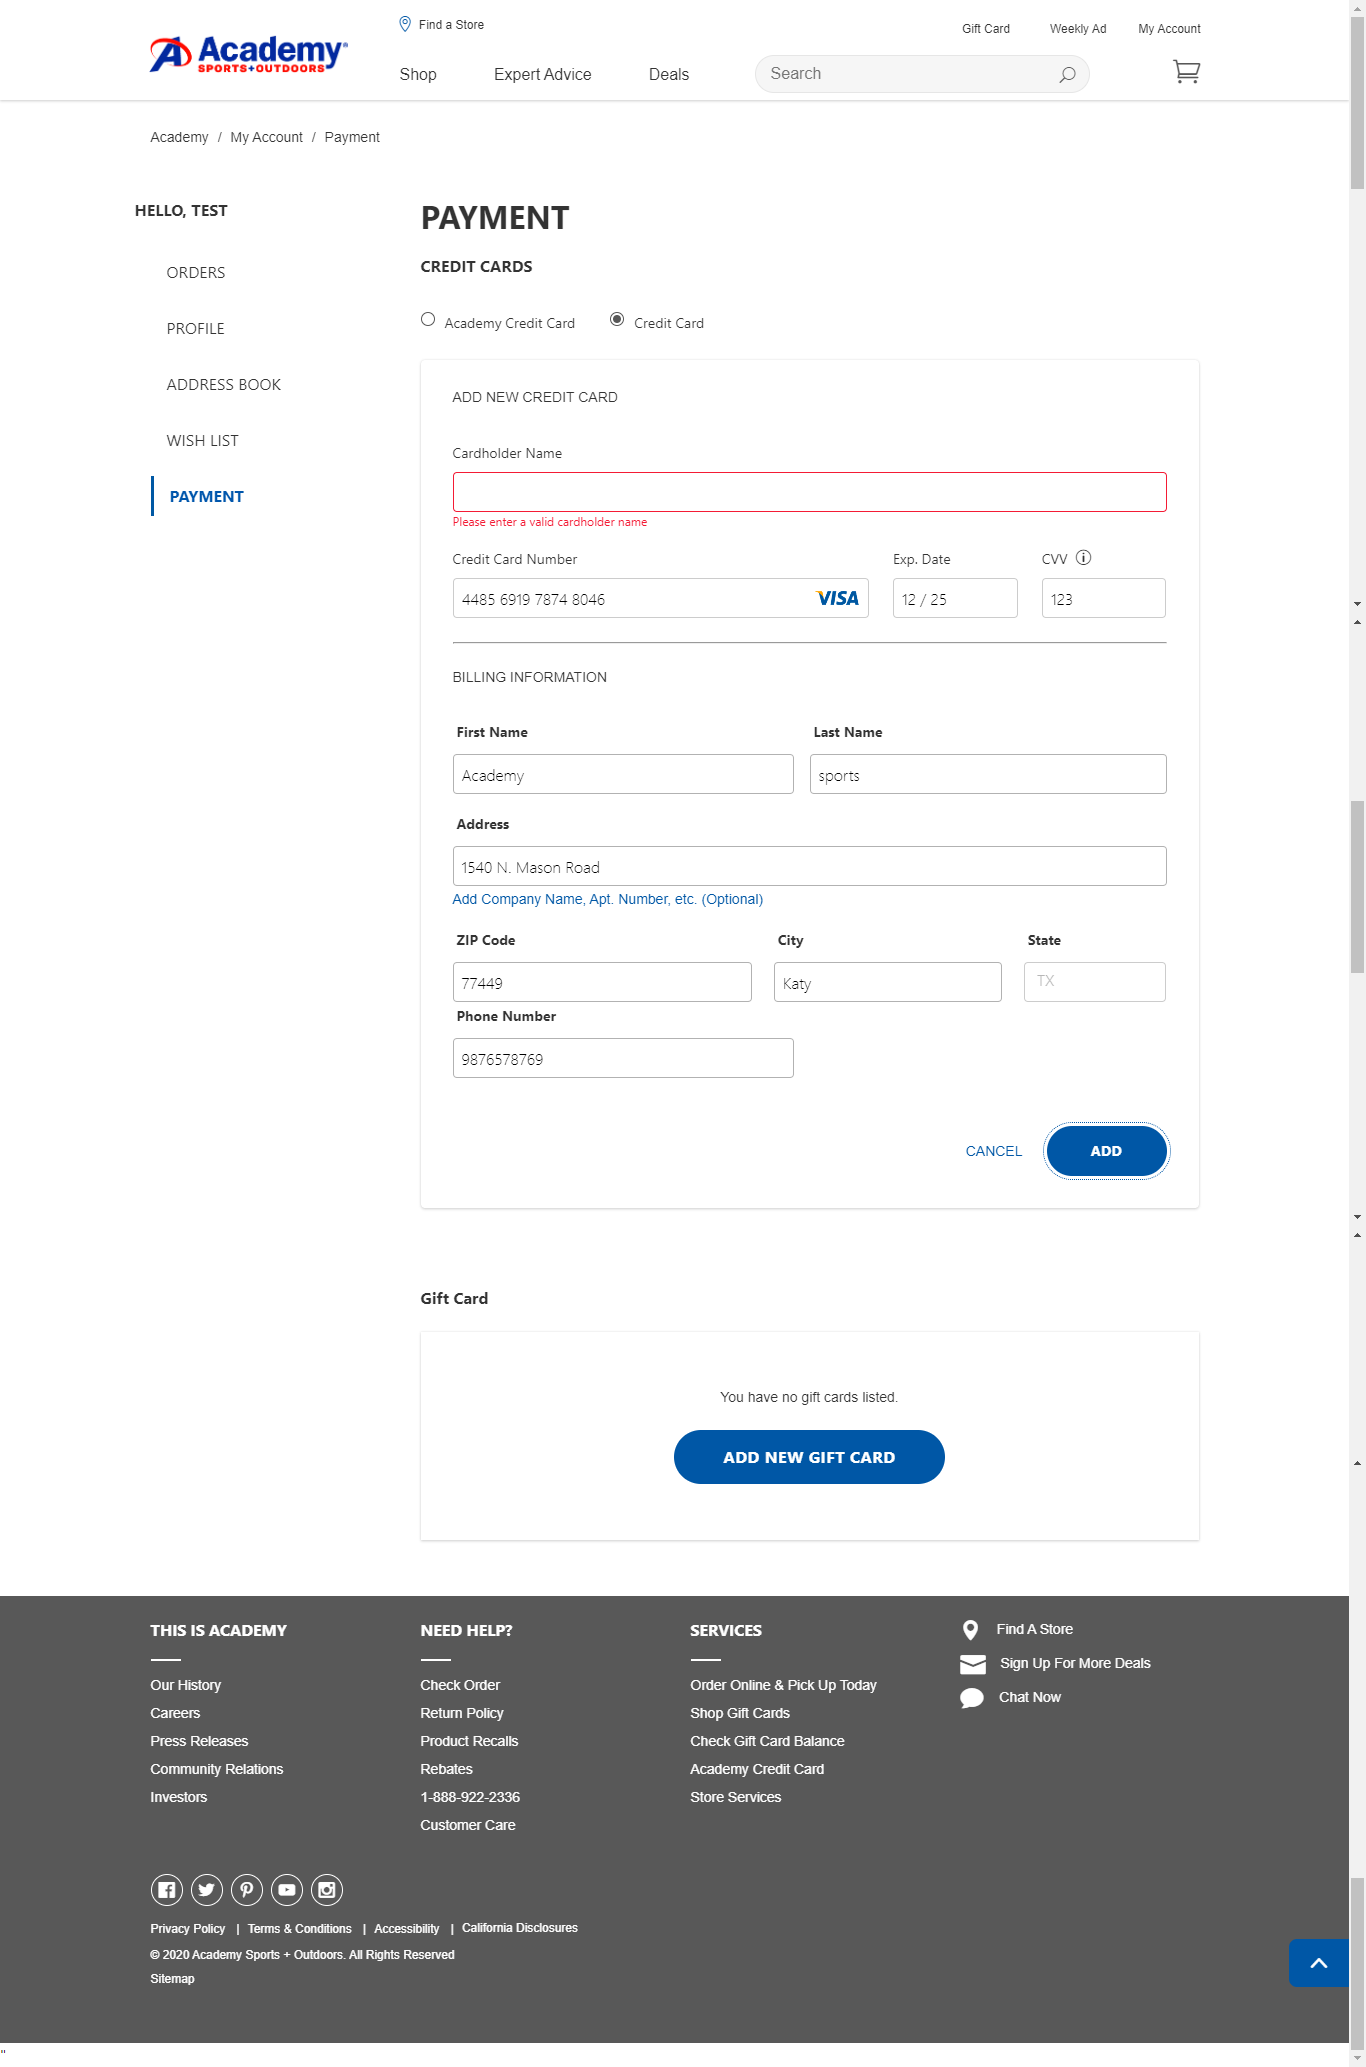 Find a Store
Gift Card
Weekly Ad
My Account
Academy
SPORTS+OUTDOORS
Shop
Expert Advice
Deals
Search
Academy / My Account / Payment
HELLO, TEST
ORDERS
PROFILE
ADDRESS BOOK
WISH LIST
PAYMENT
PAYMENT
CREDIT CARDS
Academy Credit Card
Credit Card
ADD NEW CREDIT CARD
Cardholder Name
Please enter a valid cardholder name
Credit Card Number
Exp. Date
CVV
4485 6919 7874 8046
VISA
12 / 25
123
BILLING INFORMATION
First Name
Last Name
Academy
sports
Address
1540 N. Mason Road
Add Company Name, Apt. Number, etc. (Optional)
ZIP Code
City
State
77449
Katy
TX
Phone Number
9876578769
CANCEL
ADD
Gift Card
You have no gift cards listed.
ADD NEW GIFT CARD
THIS IS ACADEMY
Our History
Careers
Press Releases
Community Relations
Investors
NEED HELP?
Check Order
Return Policy
Product Recalls
Rebates
1-888-922-2336
Customer Care
SERVICES
Order Online & Pick Up Today
Shop Gift Cards
Check Gift Card Balance
Academy Credit Card
Store Services
Find A Store
Sign Up For More Deals
Chat Now
Privacy Policy | Terms & Conditions | Accessibility | California Disclosures
© 2020 Academy Sports + Outdoors. All Rights Reserved
Sitemap
"